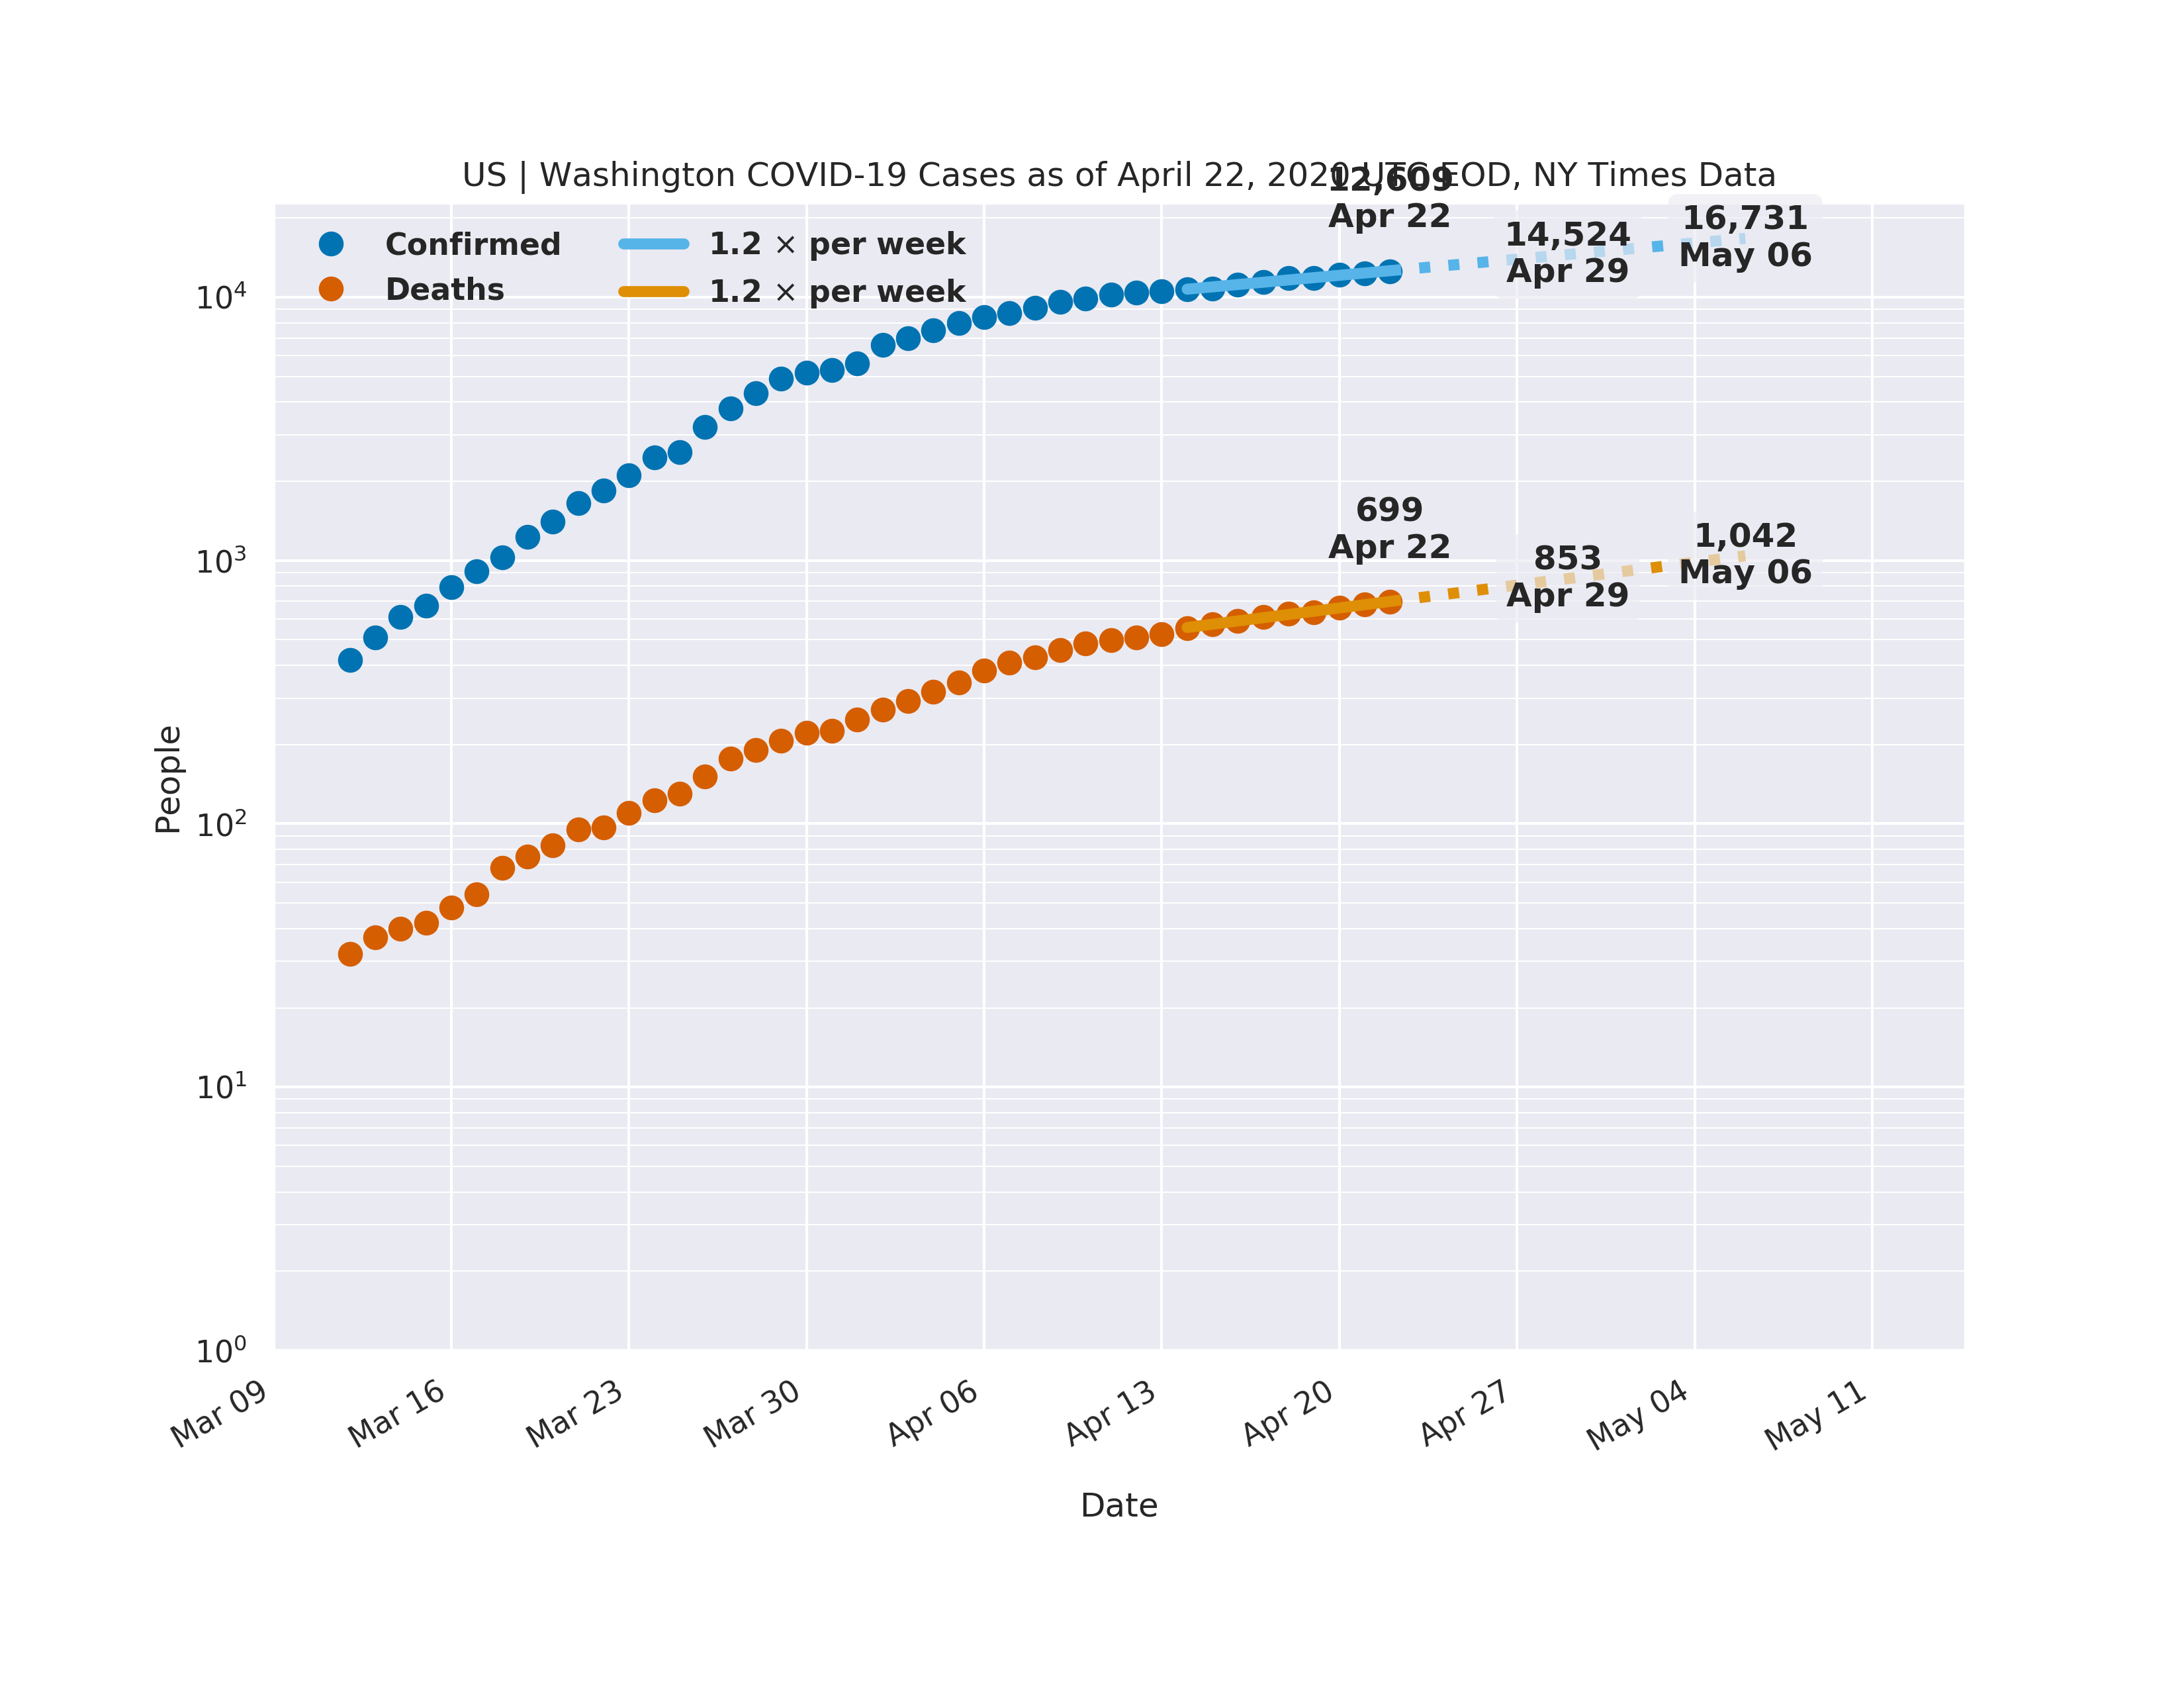 US | Washington COVID-19 Cases as of April 22, 2020 UTC EOD, NY Times Data
12,609
Apr 22
14,524
Apr 29
16,731
May 06
Confirmed
Deaths
1.2 × per week
1.2 × per week
699
Apr 22
853
Apr 29
1,042
May 06
People
10⁴
10³
10²
10¹
10⁰
Mar 09
Mar 16
Mar 23
Mar 30
Apr 06
Apr 13
Apr 20
Apr 27
May 04
May 11
Date